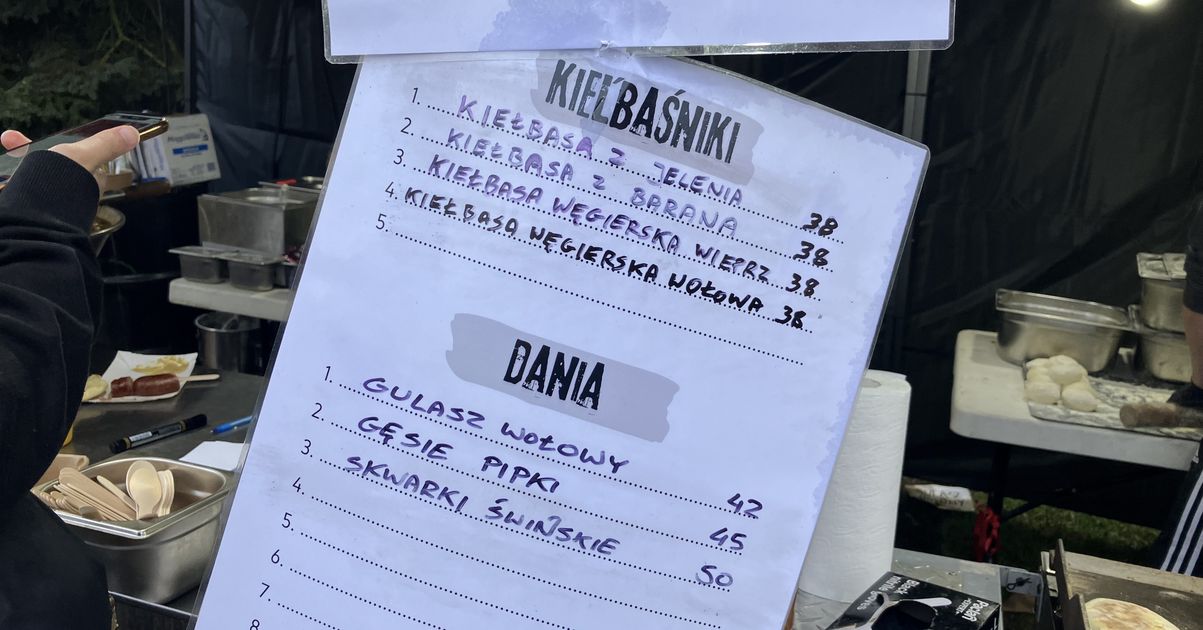 KIEŁBAŚNIKI
1. KIEŁBASA Z JELENIA 38
2. KIEŁBASA Z BARANA 38
3. KIEŁBASA WĘGIERSKA WIEPRZ 38
4. KIEŁBASA WĘGIERSKA WOŁOWA 38
5.
DANIA
1. GULASZ WOŁOWY 42
2. GĘSIE PIPKI 45
3. SKWARKI ŚWIŃSKIE 50
4.
5.
6.
7.
8.